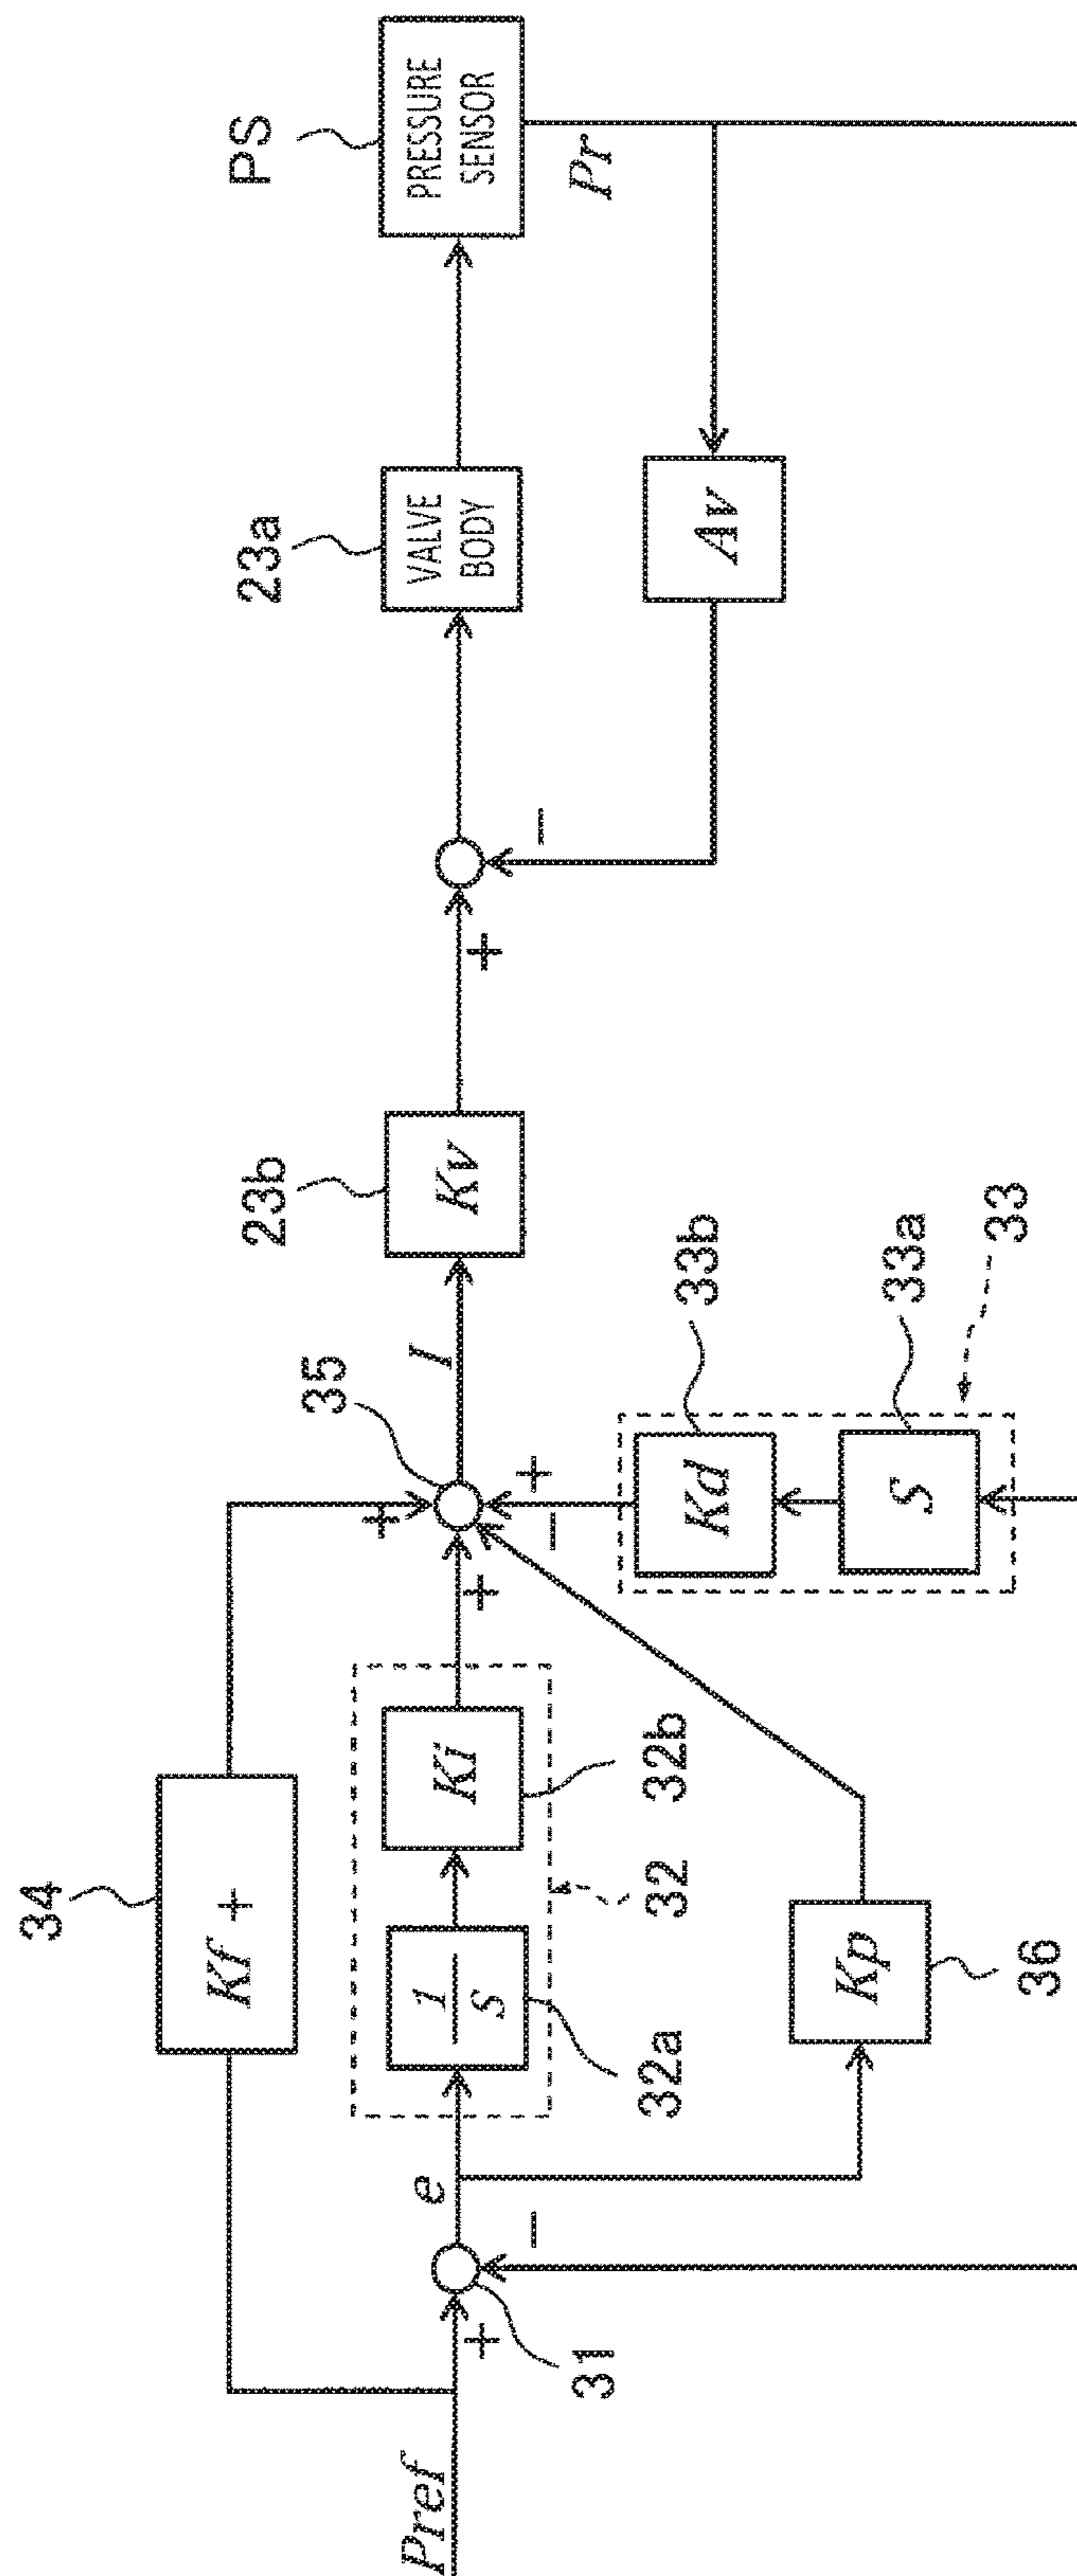 34
Kf +
Pref
+
31
e
−
1
s
32a
Ki
32b
32
Kp
36
+
+
−
+
35
I
Kd
33b
S
33a
33
Kv
23b
+
−
VALVE
BODY
23a
Av
PRESSURE
SENSOR
PS
Pr